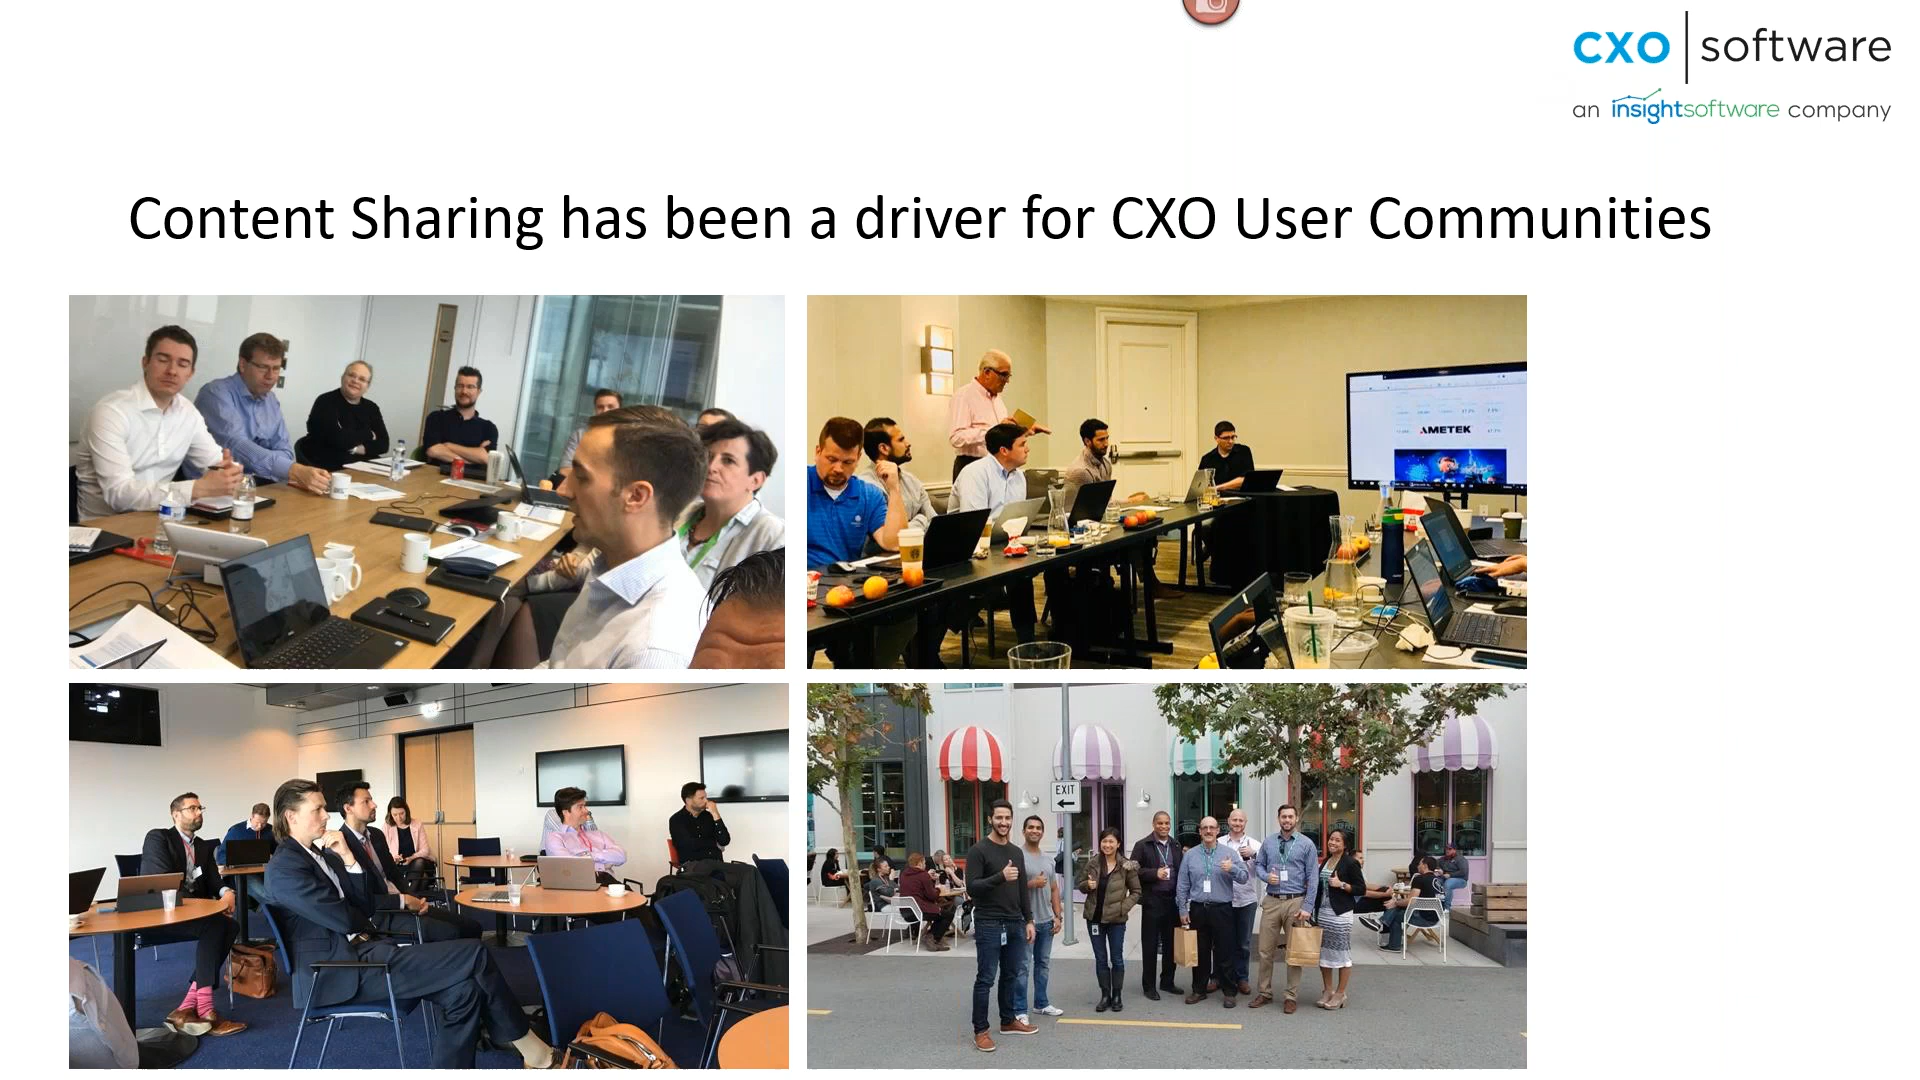 cxo software
an insightsoftware company
Content Sharing has been a driver for CXO User Communities
AMETEK
EXIT